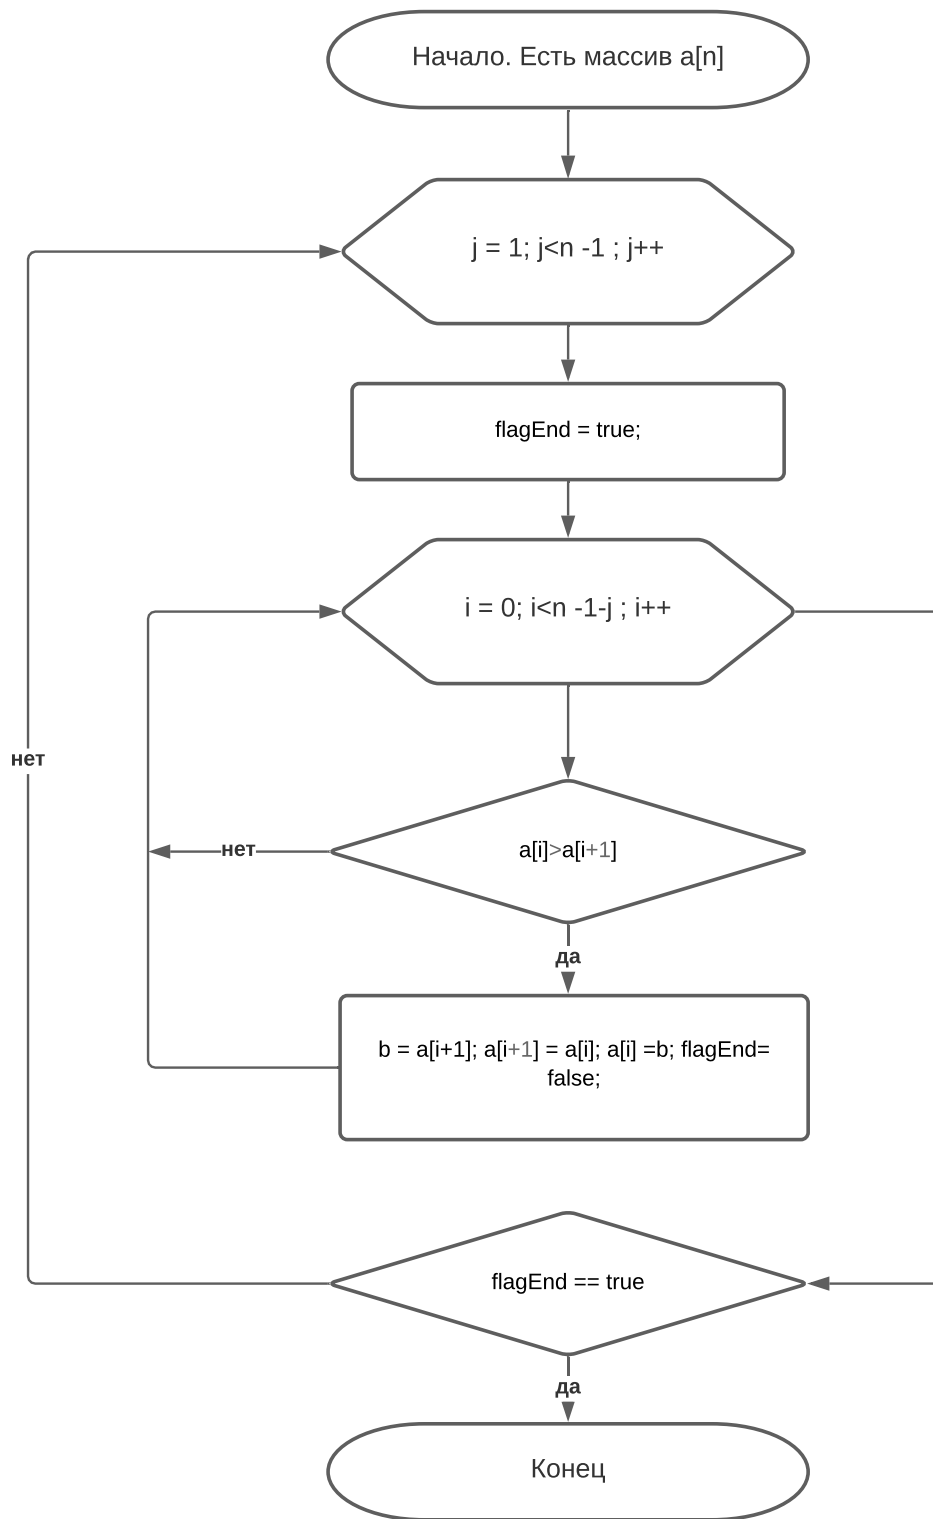 Начало. Есть массив a[n]
j = 1; j<n -1 ; j++
flagEnd = true;
i = 0; i<n -1-j ; i++
нет
a[i]>a[i+1]
нет
да
b = a[i+1]; a[i+1] = a[i]; a[i] =b; flagEnd=
false;
flagEnd == true
да
Конец